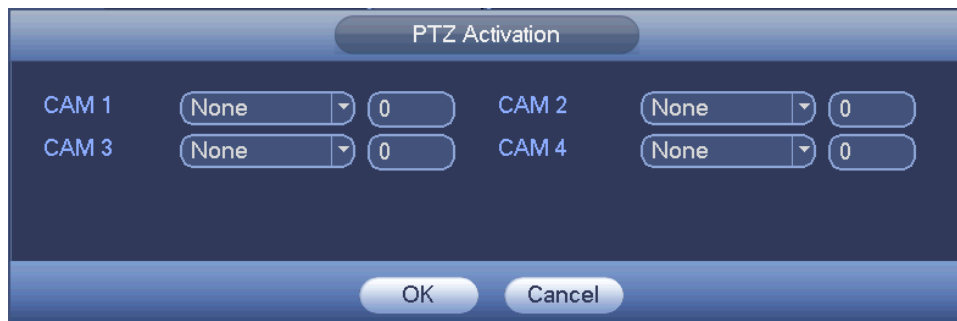 PTZ Activation
CAM 1 None 0 CAM 2 None 0
CAM 3 None 0 CAM 4 None 0
OK Cancel